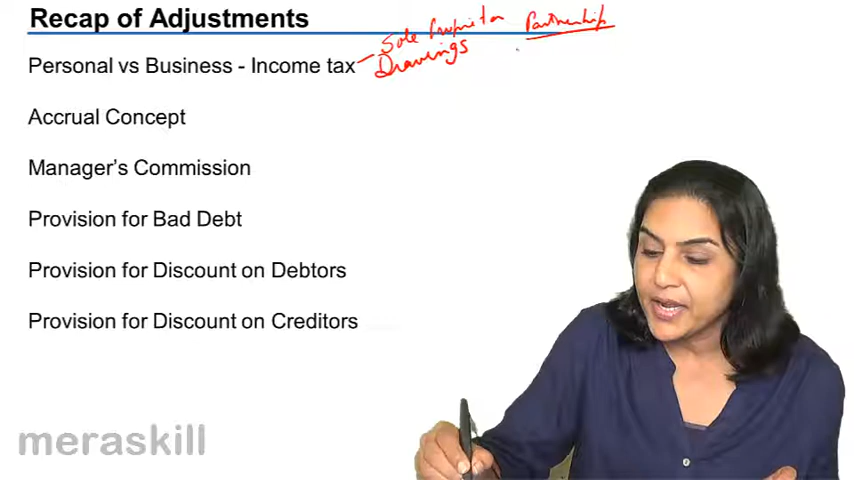 Recap of Adjustments
Sole Proprietor Partnership
Personal vs Business - Income tax Drawings
Accrual Concept
Manager's Commission
Provision for Bad Debt
Provision for Discount on Debtors
Provision for Discount on Creditors
meraskill